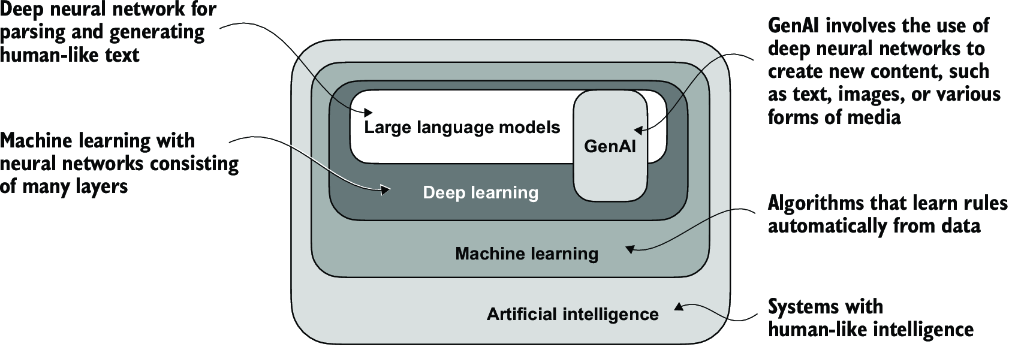 Deep neural network for
parsing and generating
human-like text
Machine learning with
neural networks consisting
of many layers
Large language models
GenAI
Deep learning
Machine learning
Artificial intelligence
GenAI involves the use of
deep neural networks to
create new content, such
as text, images, or various
forms of media
Algorithms that learn rules
automatically from data
Systems with
human-like intelligence